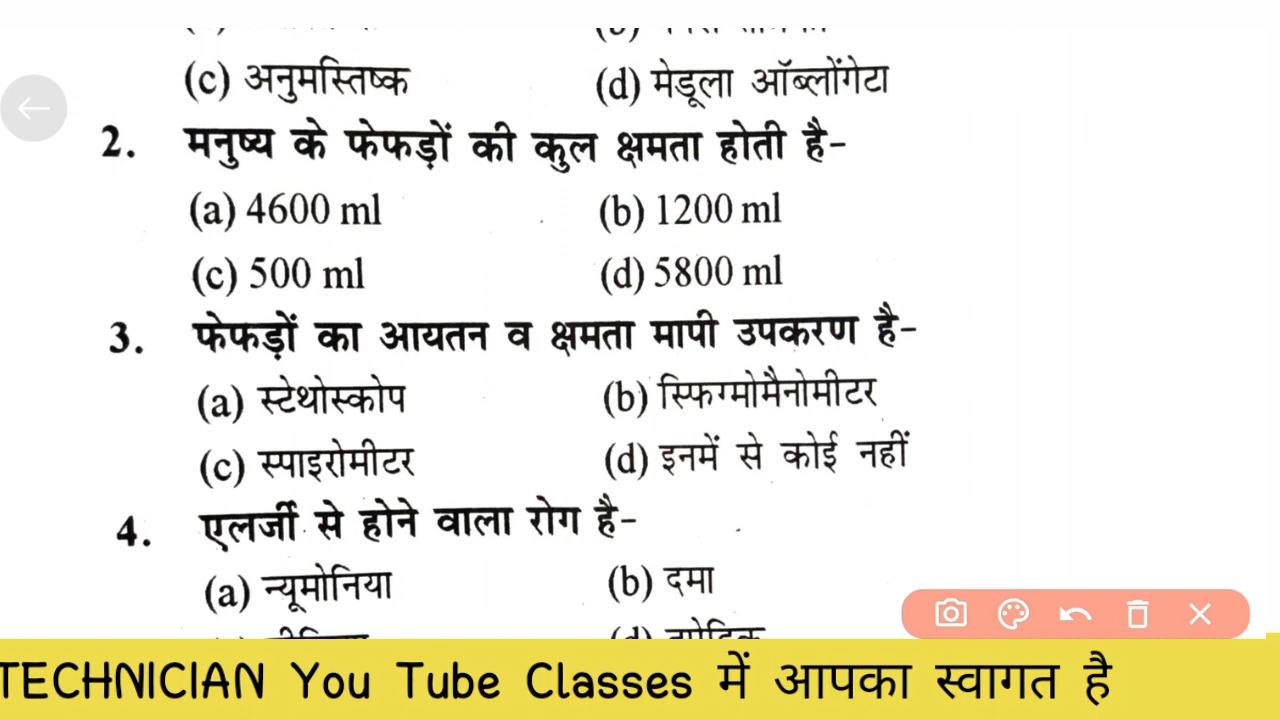 (c) अनुमस्तिष्क (d) मेडूला ऑब्लोंगेटा
2. मनुष्य के फेफड़ों की कुल क्षमता होती है-
(a) 4600 ml (b) 1200 ml
(c) 500 ml (d) 5800 ml
3. फेफड़ों का आयतन व क्षमता मापी उपकरण है-
(a) स्टेथोस्कोप (b) स्फिग्मोमैनोमीटर
(c) स्पाइरोमीटर (d) इनमें से कोई नहीं
4. एलर्जी से होने वाला रोग है-
(a) न्यूमोनिया (b) दमा
TECHNICIAN You Tube Classes में आपका स्वागत है